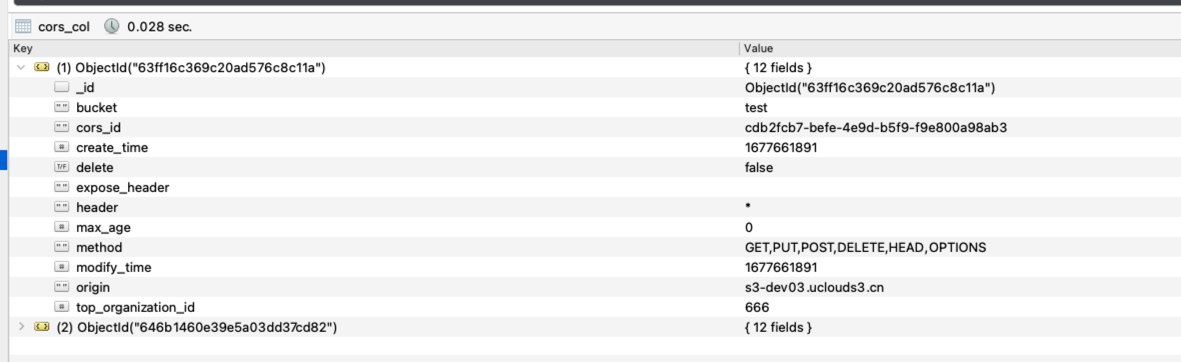 cors_col 0.028 sec.
Key Value
(1) ObjectId("63ff16c369c20ad576c8c11a") { 12 fields }
_id ObjectId("63ff16c369c20ad576c8c11a")
"" bucket test
"" cors_id cdb2fcb7-befe-4e9d-b5f9-f9e800a98ab3
# create_time 1677661891
T/F delete false
"" expose_header
"" header *
# max_age 0
"" method GET,PUT,POST,DELETE,HEAD,OPTIONS
# modify_time 1677661891
"" origin s3-dev03.uclouds3.cn
# top_organization_id 666
(2) ObjectId("646b1460e39e5a03dd37cd82") { 12 fields }